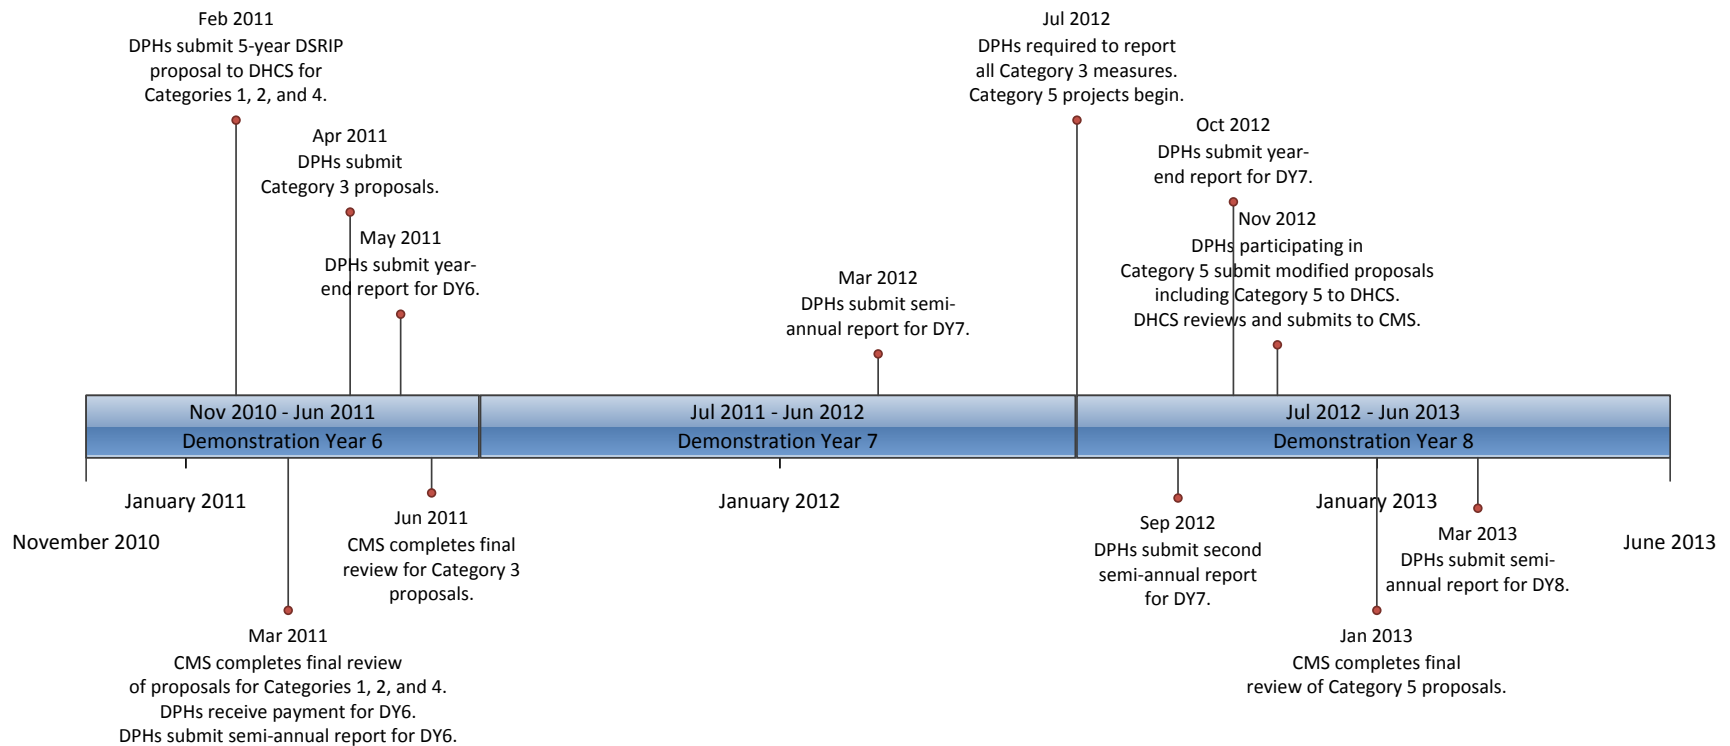 Feb 2011
DPHs submit 5-year DSRIP
proposal to DHCS for
Categories 1, 2, and 4.
Apr 2011
DPHs submit
Category 3 proposals.
May 2011
DPHs submit year-
end report for DY6.
Mar 2012
DPHs submit semi-
annual report for DY7.
Jul 2012
DPHs required to report
all Category 3 measures.
Category 5 projects begin.
Oct 2012
DPHs submit year-
end report for DY7.
Nov 2012
DPHs participating in
Category 5 submit modified proposals
including Category 5 to DHCS.
DHCS reviews and submits to CMS.
Nov 2010 - Jun 2011
Demonstration Year 6
Jul 2011 - Jun 2012
Demonstration Year 7
Jul 2012 - Jun 2013
Demonstration Year 8
November 2010
January 2011
January 2012
January 2013
June 2013
Mar 2011
CMS completes final review
of proposals for Categories 1, 2, and 4.
DPHs receive payment for DY6.
DPHs submit semi-annual report for DY6.
Jun 2011
CMS completes final
review for Category 3
proposals.
Sep 2012
DPHs submit second
semi-annual report
for DY7.
Jan 2013
CMS completes final
review of Category 5 proposals.
Mar 2013
DPHs submit semi-
annual report for DY8.